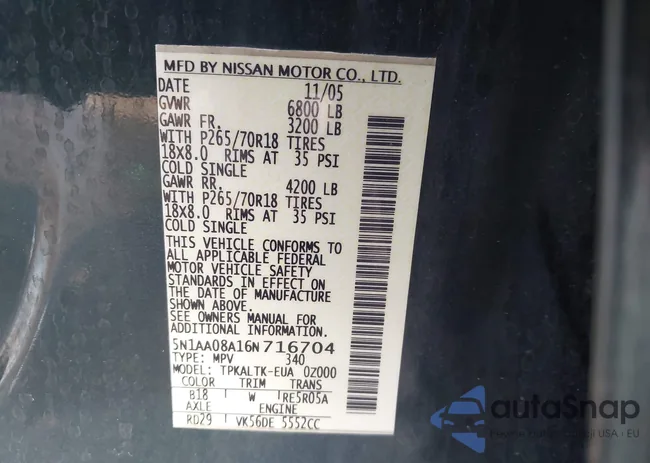 MFD BY NISSAN MOTOR CO., LTD.
DATE 11/05
GVWR 6800 LB
GAWR FR. 3200 LB
WITH P265/70R18 TIRES
18X8.0 RIMS AT 35 PSI
COLD SINGLE
GAWR RR. 4200 LB
WITH P265/70R18 TIRES
18X8.0 RIMS AT 35 PSI
COLD SINGLE
THIS VEHICLE CONFORMS TO
ALL APPLICABLE FEDERAL
MOTOR VEHICLE SAFETY
STANDARDS IN EFFECT ON
THE DATE OF MANUFACTURE
SHOWN ABOVE.
SEE OWNER'S MANUAL FOR
ADDITIONAL INFORMATION.
5N1AA08A16N716704
TYPE: MPV 340
MODEL: TPKALTK-EUA 0Z000
COLOR TRIM TRANS
B18 W RE5R05A
AXLE ENGINE
RD29 VK56DE 5552CC
autoSnap
USA - EU